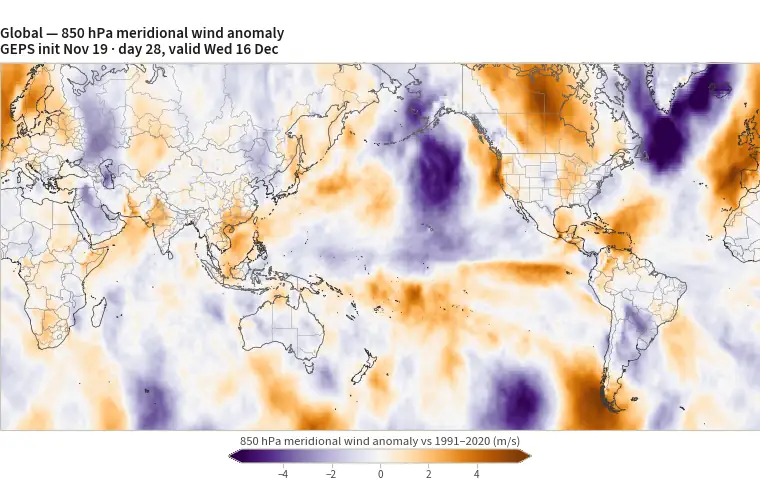 Global — 850 hPa meridional wind anomaly
GEPS init Nov 19 · day 28, valid Wed 16 Dec
850 hPa meridional wind anomaly vs 1991–2020 (m/s)
−4 −2 0 2 4